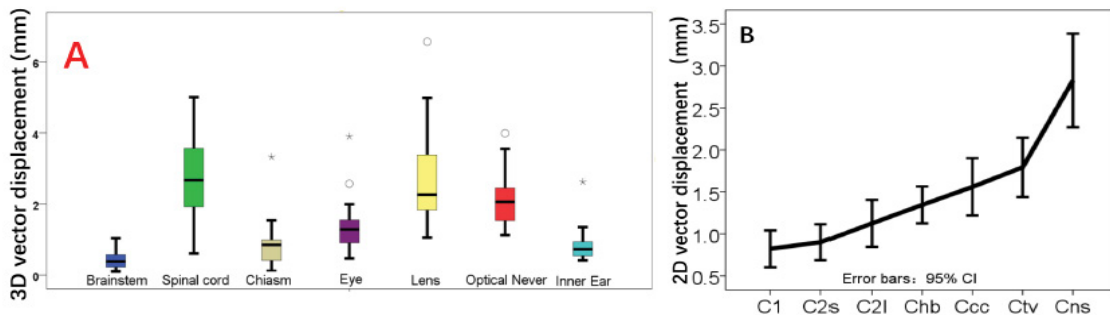 A
3D vector displacement (mm)
6
4
2
0
Brainstem Spinal cord Chiasm Eye Lens Optical Never Inner Ear
B
2D vector displacement (mm)
3.5
3.0
2.5
2.0
1.5
1.0
0.5
Error bars: 95% CI
C1 C2s C2l Chb Ccc Ctv Cns